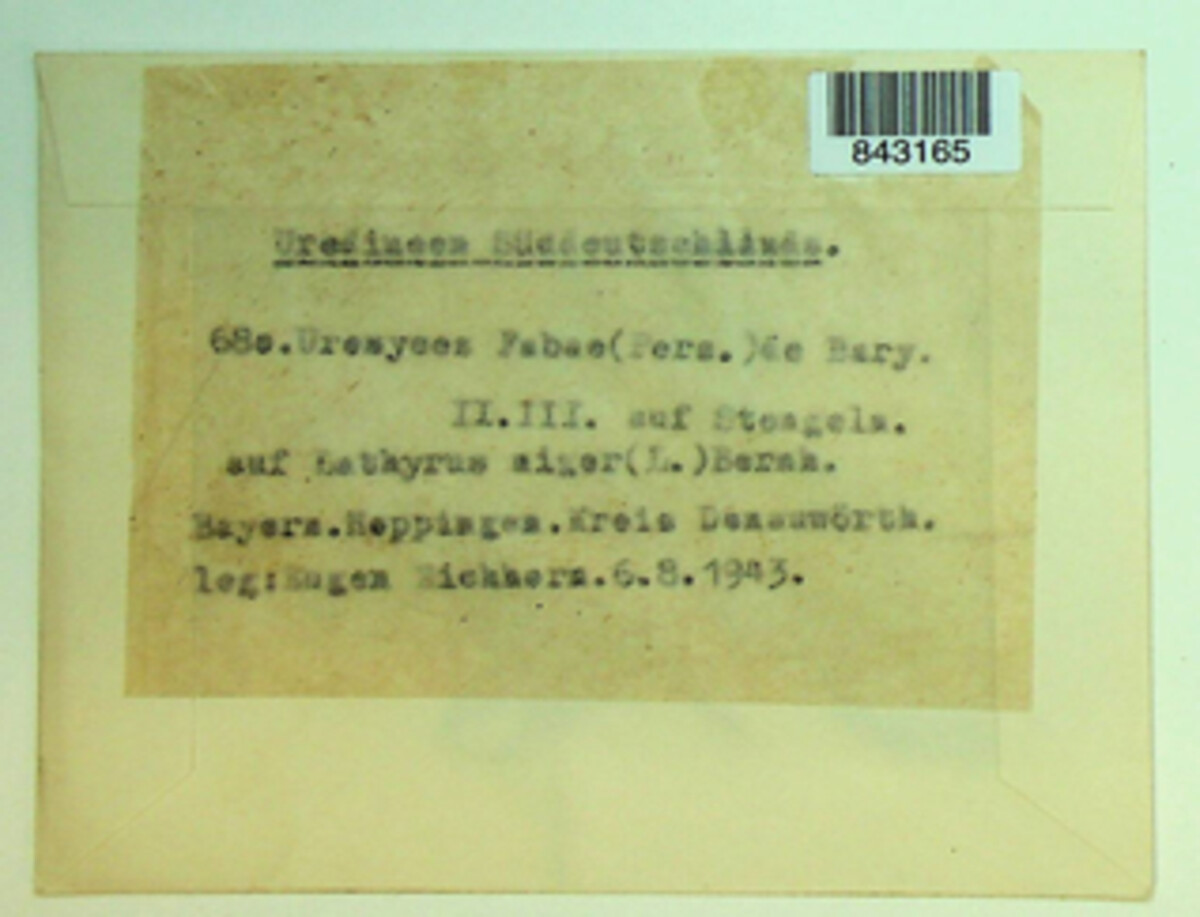 843165
Uredineen Süddeutschlands.
68c.Uromyces Fabae(Pers.)de Bary.
II.III. auf Stengeln.
auf Lathyrus niger(L.)Bernh.
Bayern.Heppingen.Kreis Donauwörth.
leg:Eugen Eichhorn.6.8.1943.